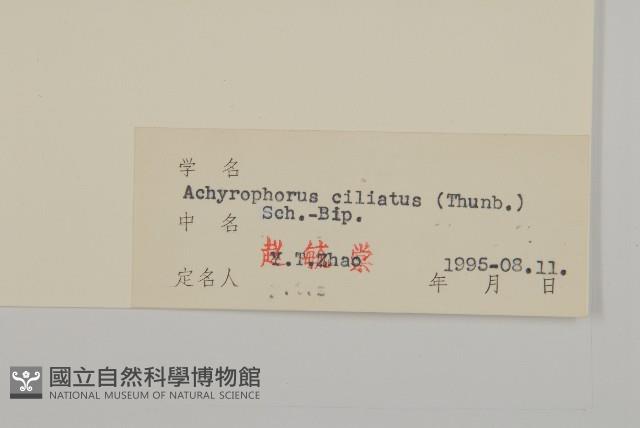 学 名
Achyrophorus ciliatus (Thunb.)
Sch.-Bip.
中 名
赵毓棠
Y.T.Zhao
定名人
1995-08.11.
年 月 日
國立自然科學博物館
NATIONAL MUSEUM OF NATURAL SCIENCE